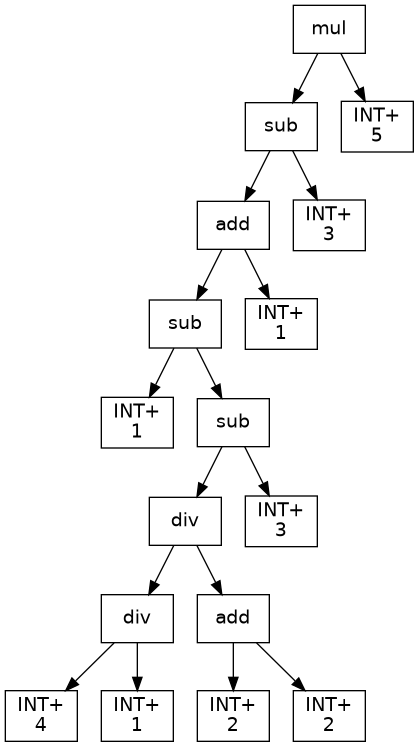 mul
sub
INT+
5
add
INT+
3
sub
INT+
1
INT+
1
sub
div
INT+
3
div
add
INT+
4
INT+
1
INT+
2
INT+
2